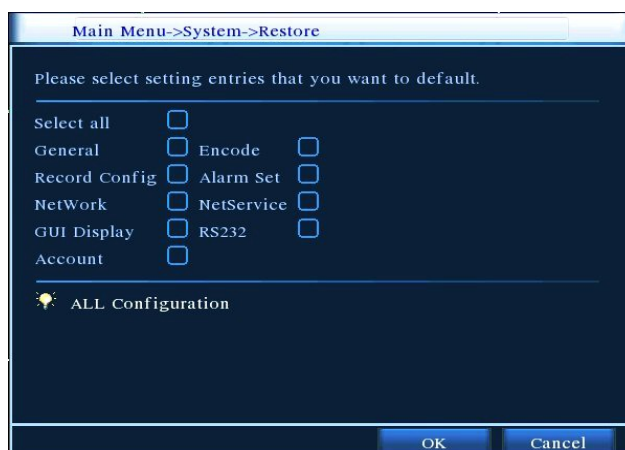 Main Menu->System->Restore
Please select setting entries that you want to default.
Select all
General Encode
Record Config Alarm Set
NetWork NetService
GUI Display RS232
Account
ALL Configuration
OK Cancel